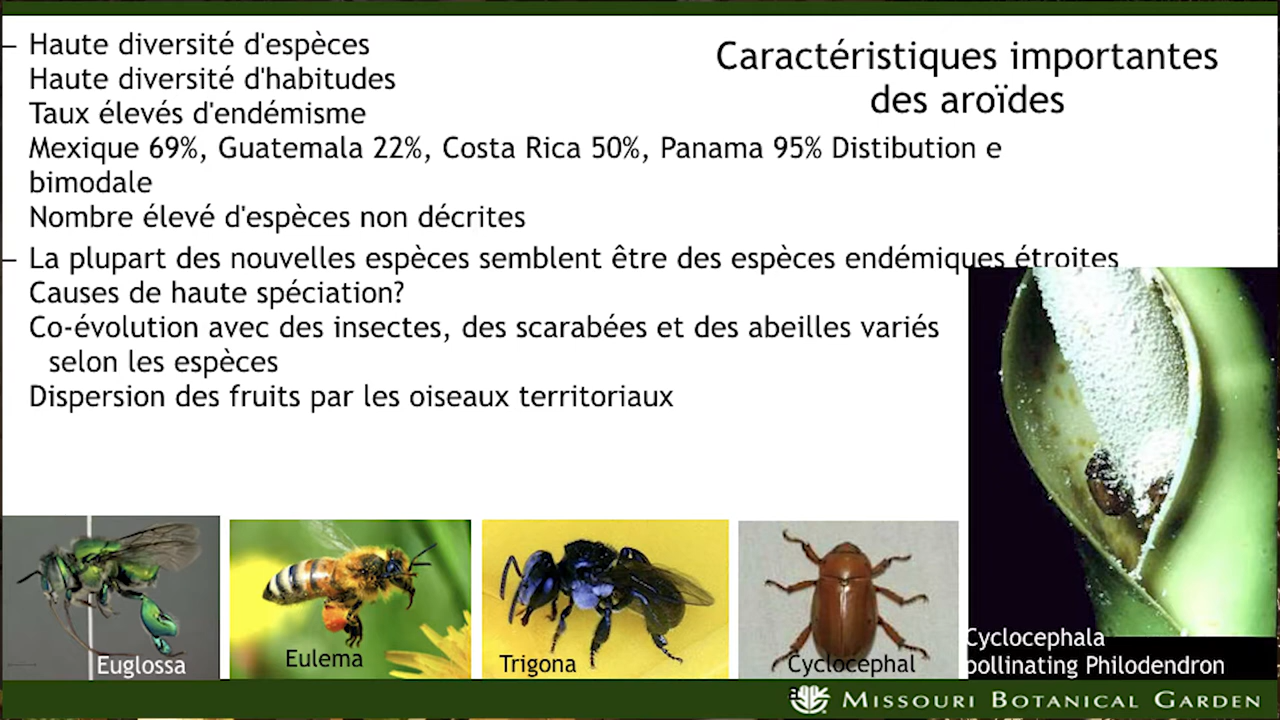 Caractéristiques importantes
des aroïdes
– Haute diversité d'espèces
Haute diversité d'habitudes
Taux élevés d'endémisme
Mexique 69%, Guatemala 22%, Costa Rica 50%, Panama 95% Distibution e
bimodale
Nombre élevé d'espèces non décrites
– La plupart des nouvelles espèces semblent être des espèces endémiques étroites
Causes de haute spéciation?
Co-évolution avec des insectes, des scarabées et des abeilles variés
selon les espèces
Dispersion des fruits par les oiseaux territoriaux
Euglossa
Eulema
Trigona
Cyclocephal
Cyclocephala
pollinating Philodendron
MISSOURI BOTANICAL GARDEN